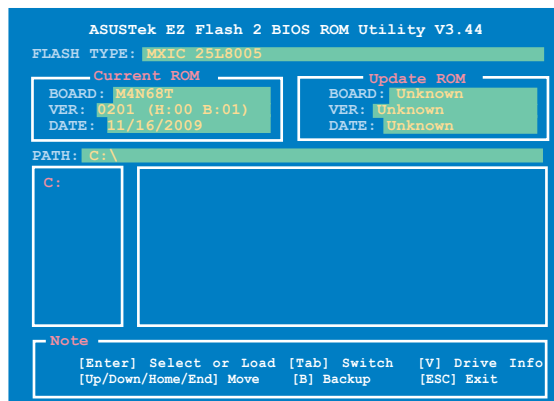 ASUSTek EZ Flash 2 BIOS ROM Utility V3.44
FLASH TYPE: MXIC 25L8005
Current ROM
BOARD: M4N68T
VER: 0201 (H:00 B:01)
DATE: 11/16/2009
Update ROM
BOARD: Unknown
VER: Unknown
DATE: Unknown
PATH: C:\
C:
Note
[Enter] Select or Load [Tab] Switch [V] Drive Info
[Up/Down/Home/End] Move [B] Backup [ESC] Exit